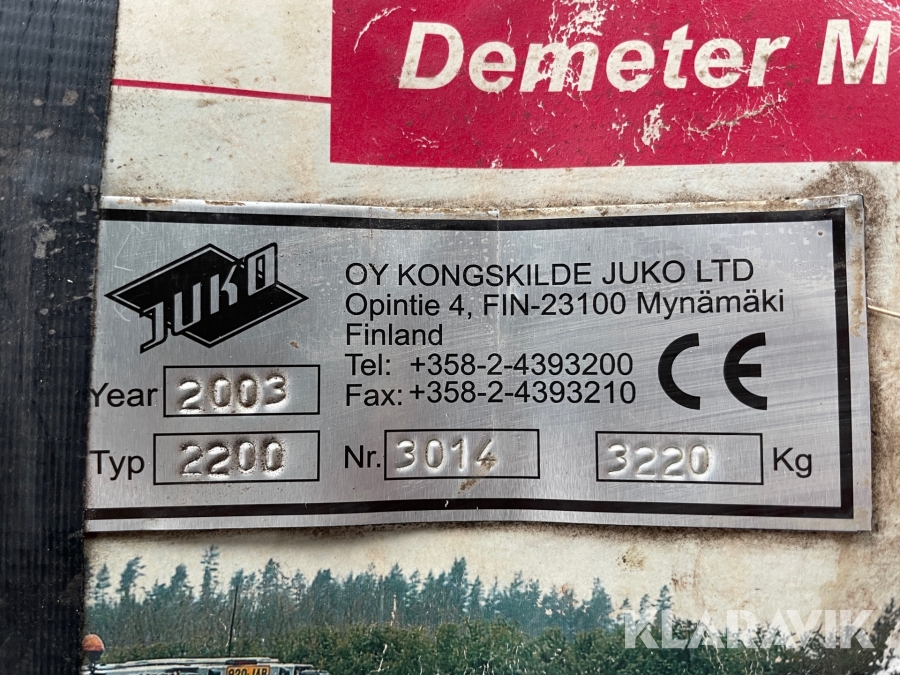 Demeter M
JUKO
OY KONGSKILDE JUKO LTD
Opintie 4, FIN-23100 Mynämäki
Finland
Tel: +358-2-4393200
Fax: +358-2-4393210
CE
Year 2003
Typ 2200 Nr. 3014 3220 Kg
KLARAVIK